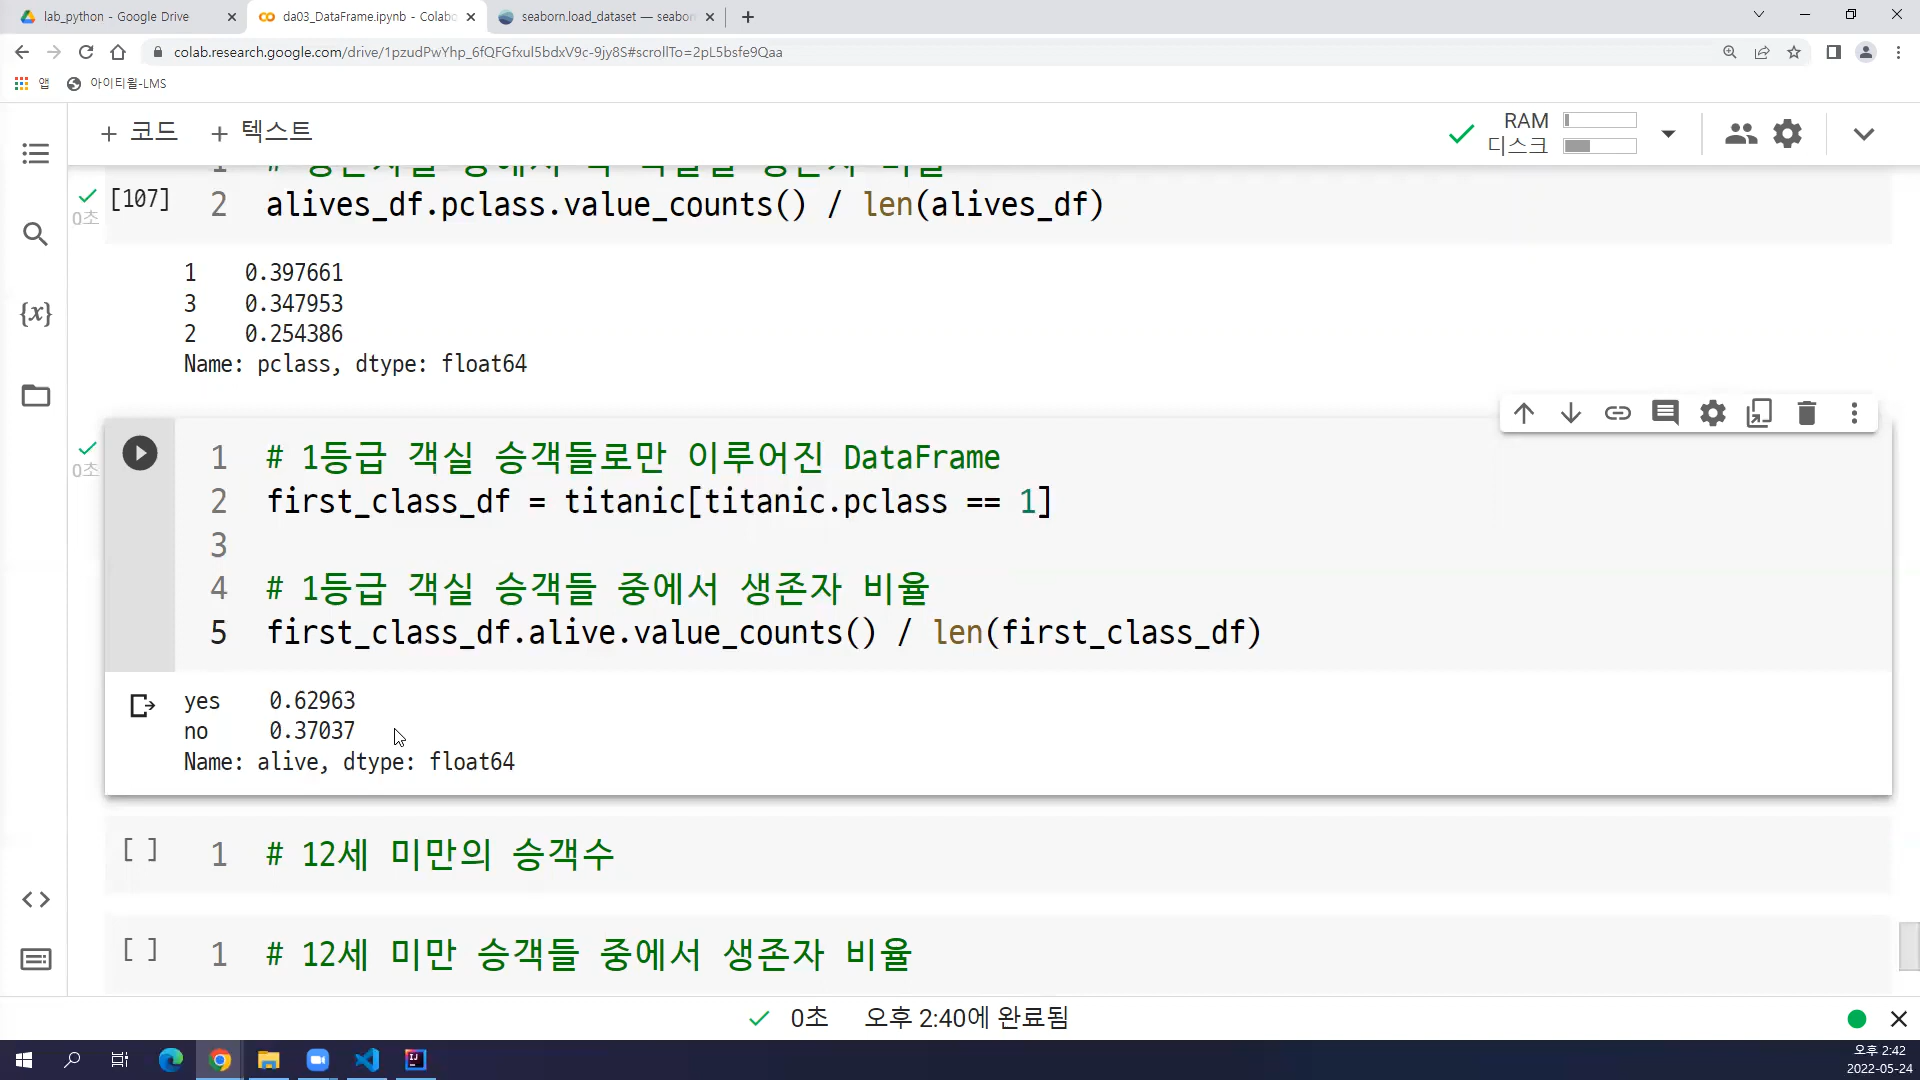 lab_python - Google Drive
da03_DataFrame.ipynb - Colabo
seaborn.load_dataset — seabor
colab.research.google.com/drive/1pzudPwYhp_6fQFGfxul5bdxV9c-9jy8S#scrollTo=2pL5bsfe9Qaa
앱
아이티윌-LMS
+ 코드
+ 텍스트
RAM
디스크
{x}
0초
[107]
2 alives_df.pclass.value_counts() / len(alives_df)
1 0.397661
3 0.347953
2 0.254386
Name: pclass, dtype: float64
0초
1 # 1등급 객실 승객들로만 이루어진 DataFrame
2 first_class_df = titanic[titanic.pclass == 1]
3
4 # 1등급 객실 승객들 중에서 생존자 비율
5 first_class_df.alive.value_counts() / len(first_class_df)
yes 0.62963
no 0.37037
Name: alive, dtype: float64
[ ] 1 # 12세 미만의 승객수
[ ] 1 # 12세 미만 승객들 중에서 생존자 비율
0초 오후 2:40에 완료됨
오후 2:42
2022-05-24